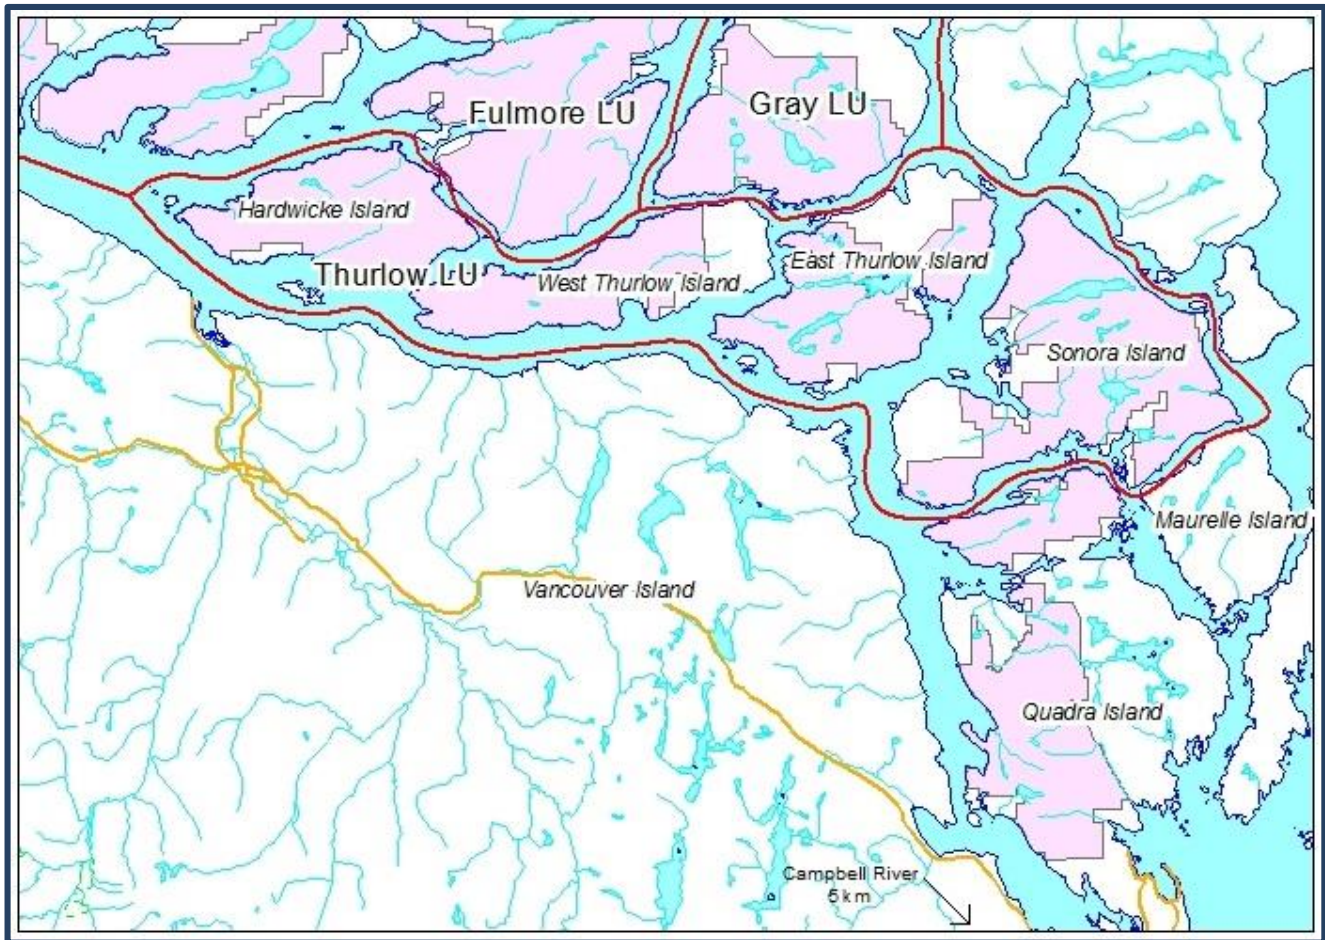 Fulmore LU
Gray LU
Hardwicke Island
Thurlow LU
West Thurlow Island
East Thurlow Island
Sonora Island
Maurelle Island
Vancouver Island
Quadra Island
Campbell River
5 km